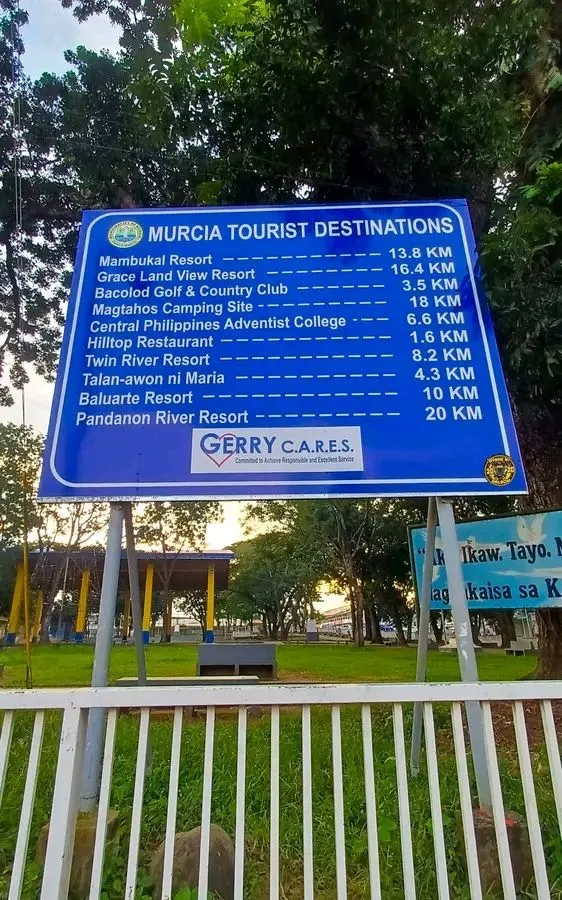 MURCIA TOURIST DESTINATIONS
Mambukal Resort 13.8 KM
Grace Land View Resort 16.4 KM
Bacolod Golf & Country Club 3.5 KM
Magtahos Camping Site 18 KM
Central Philippines Adventist College 6.6 KM
Hilltop Restaurant 1.6 KM
Twin River Resort 8.2 KM
Talan-awon ni Maria 4.3 KM
Baluarte Resort 10 KM
Pandanon River Resort 20 KM
GERRY C.A.R.E.S.
Committed to Achieve Responsible and Excellent Service
Ikaw. Tayo.
sa